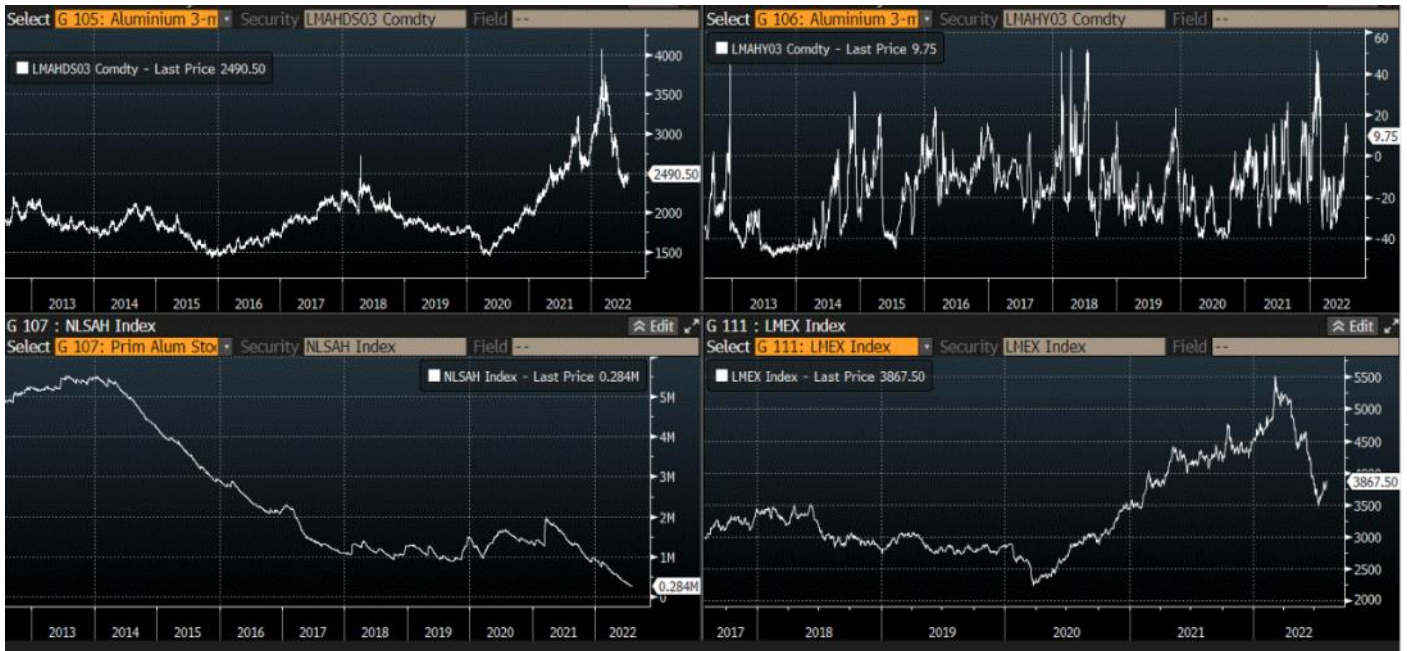 Select G 105: Aluminium 3-m Security LMAHDS03 Comdty Field --
LMAHDS03 Comdty - Last Price 2490.50
4000
3500
3000
2490.50
2000
1500
2013 2014 2015 2016 2017 2018 2019 2020 2021 2022
Select G 106: Aluminium 3-m Security LMAHY03 Comdty Field --
LMAHY03 Comdty - Last Price 9.75
60
40
20
9.75
0
-20
-40
2013 2014 2015 2016 2017 2018 2019 2020 2021 2022
G 107 : NLSAH Index Edit
Select G 107: Prim Alum Sto Security NLSAH Index Field --
NLSAH Index - Last Price 0.284M
5M
4M
3M
2M
1M
0.284M
0
2013 2014 2015 2016 2017 2018 2019 2020 2021 2022
G 111 : LMEX Index Edit
Select G 111: LMEX Index Security LMEX Index Field --
LMEX Index - Last Price 3867.50
5500
5000
4500
4000
3867.50
3500
3000
2500
2000
2017 2018 2019 2020 2021 2022